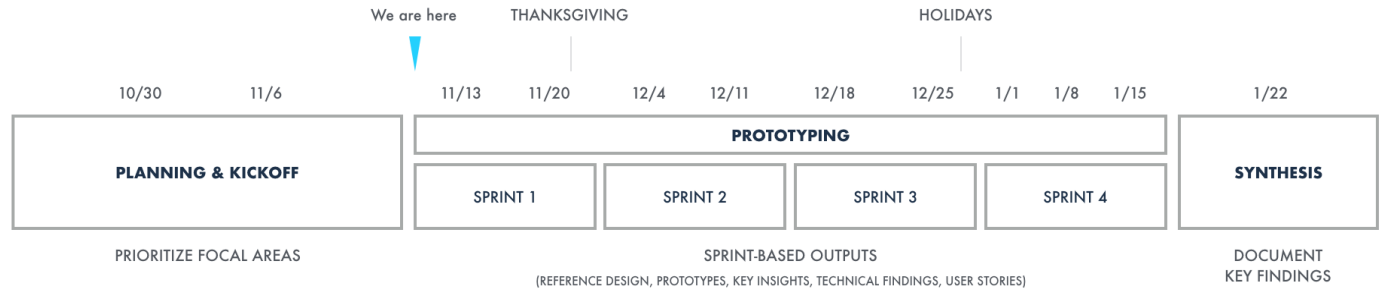 We are here
THANKSGIVING
HOLIDAYS
10/30
11/6
11/13
11/20
12/4
12/11
12/18
12/25
1/1
1/8
1/15
1/22
PROTOTYPING
PLANNING & KICKOFF
SPRINT 1
SPRINT 2
SPRINT 3
SPRINT 4
SYNTHESIS
PRIORITIZE FOCAL AREAS
SPRINT-BASED OUTPUTS
(REFERENCE DESIGN, PROTOTYPES, KEY INSIGHTS, TECHNICAL FINDINGS, USER STORIES)
DOCUMENT
KEY FINDINGS